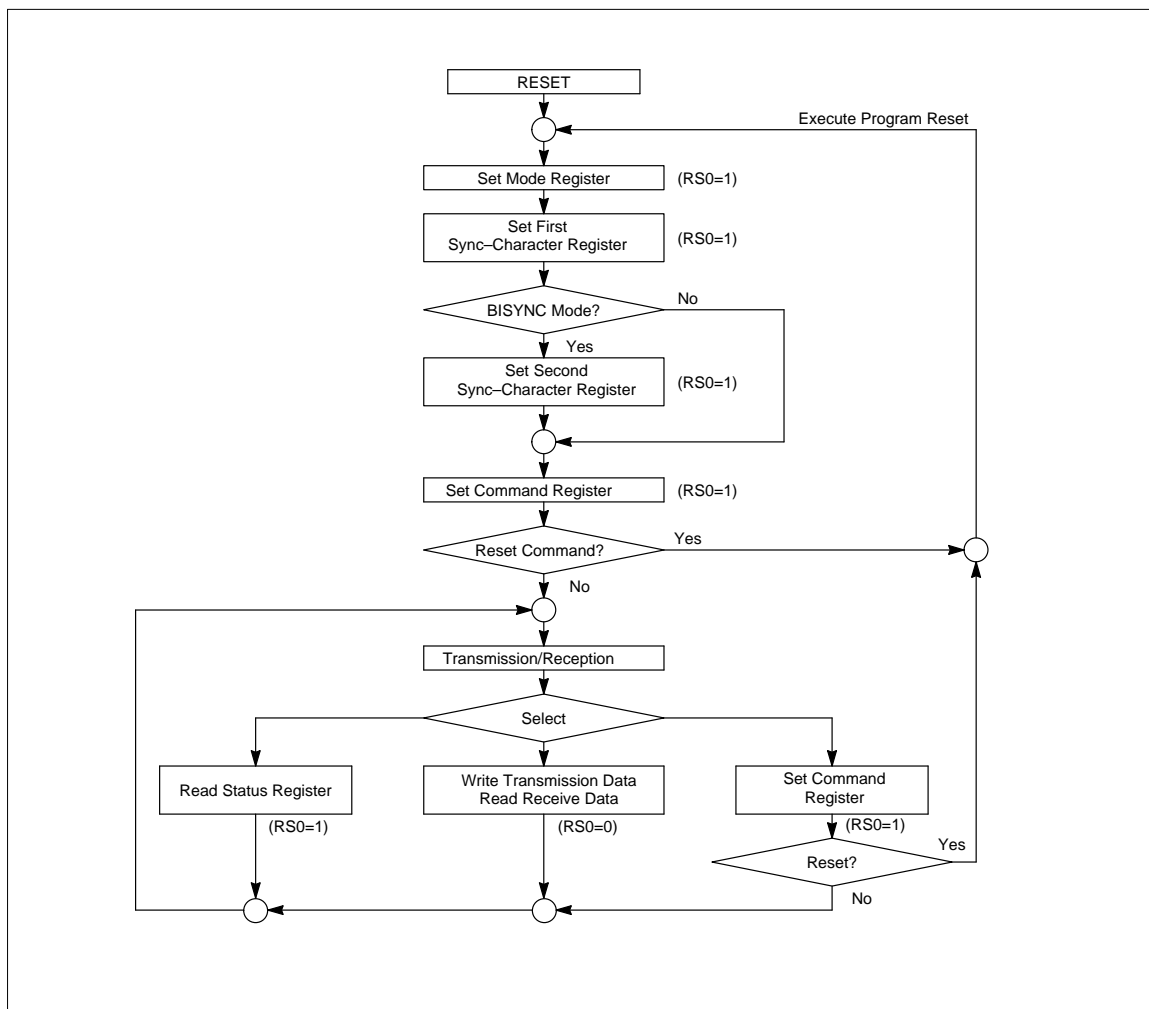 RESET
Execute Program Reset
Set Mode Register
(RS0=1)
Set First
Sync–Character Register
(RS0=1)
BISYNC Mode?
No
Yes
Set Second
Sync–Character Register
(RS0=1)
Set Command Register
(RS0=1)
Reset Command?
Yes
No
Transmission/Reception
Select
Read Status Register
(RS0=1)
Write Transmission Data
Read Receive Data
(RS0=0)
Set Command
Register
(RS0=1)
Reset?
Yes
No